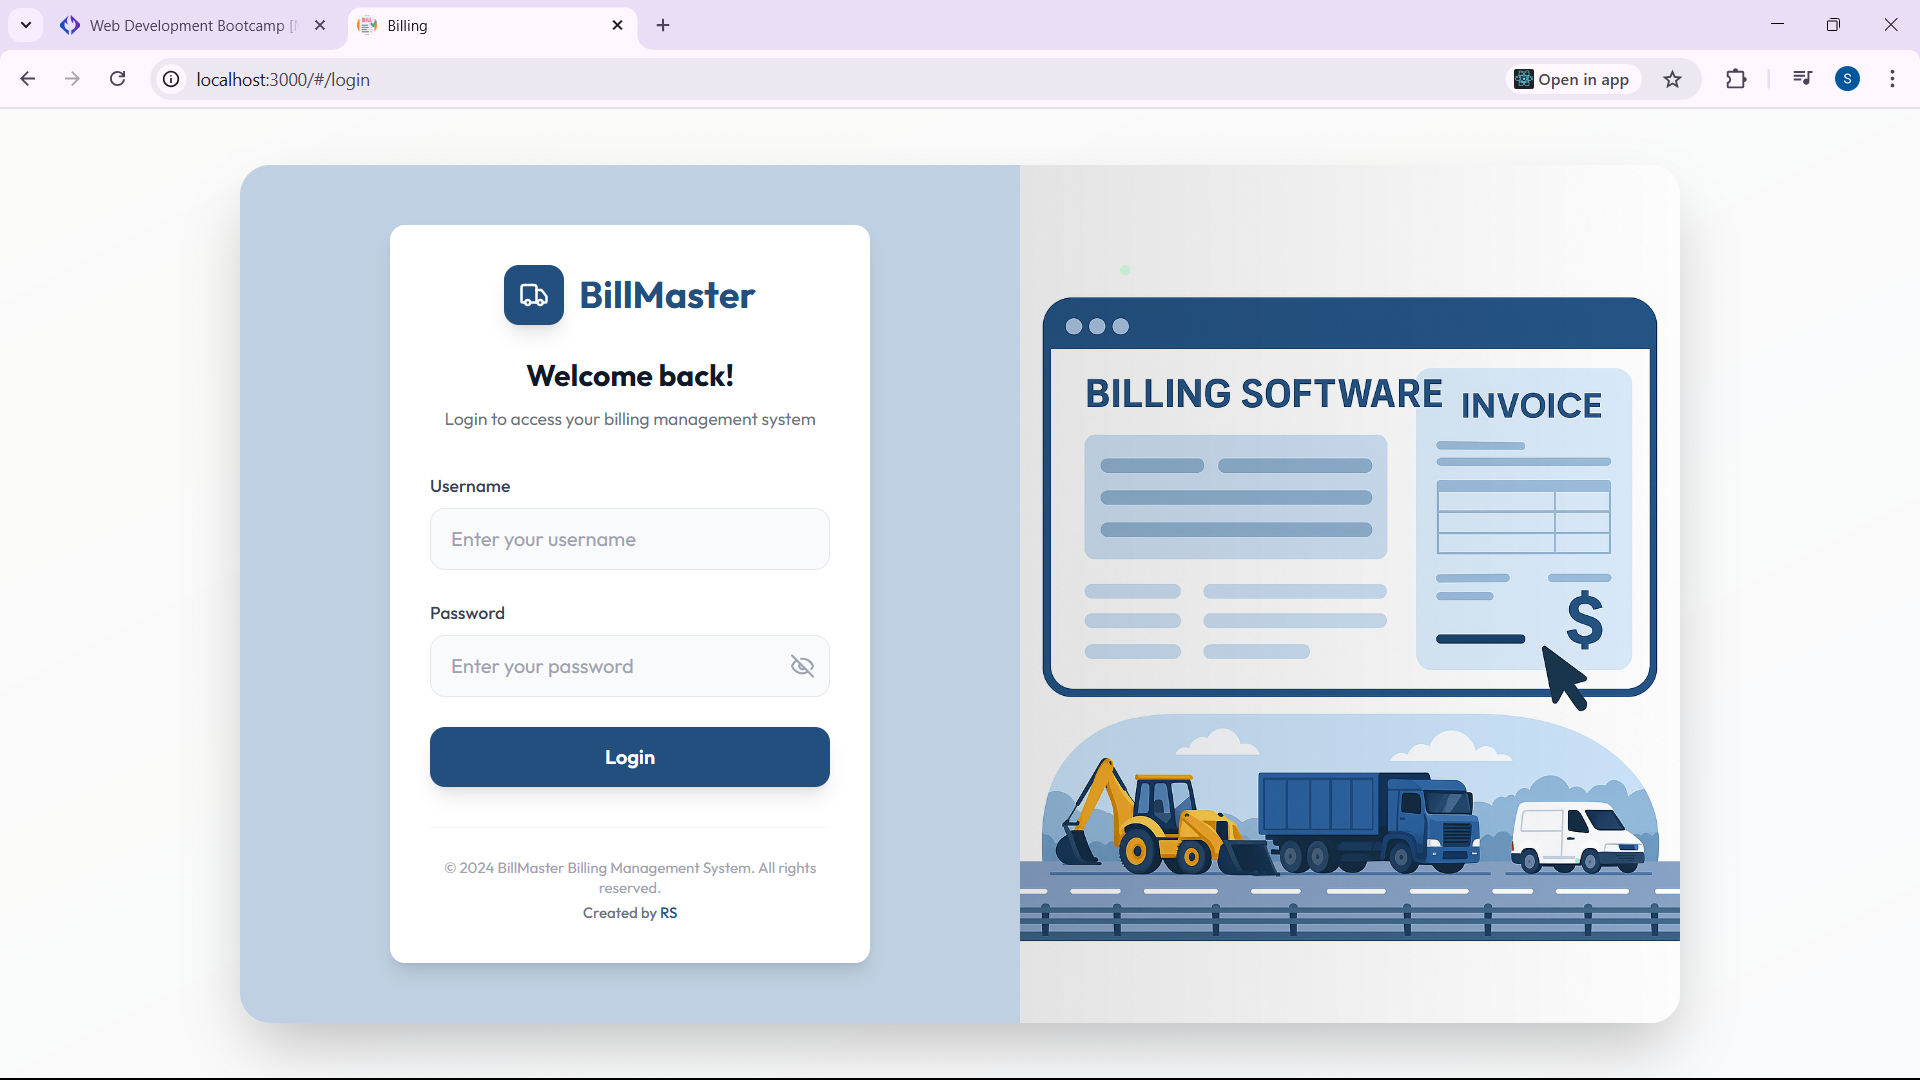 Web Development Bootcamp
Billing
localhost:3000/#/login
Open in app
S
BillMaster
Welcome back!
Login to access your billing management system
Username
Enter your username
Password
Enter your password
Login
© 2024 BillMaster Billing Management System. All rights
reserved.
Created by RS
BILLING SOFTWARE
INVOICE
$